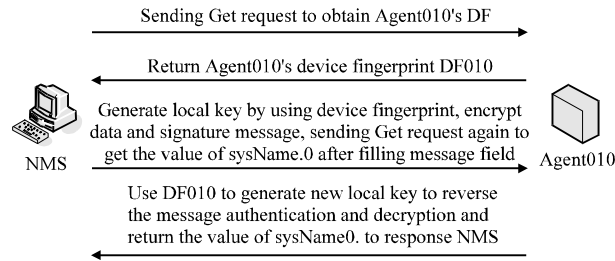 Sending Get request to obtain Agent010's DF
Return Agent010's device fingerprint DF010
Generate local key by using device fingerprint, encrypt
data and signature message, sending Get request again to
get the value of sysName.0 after filling message field
NMS
Agent010
Use DF010 to generate new local key to reverse
the message authentication and decryption and
return the value of sysName0. to response NMS